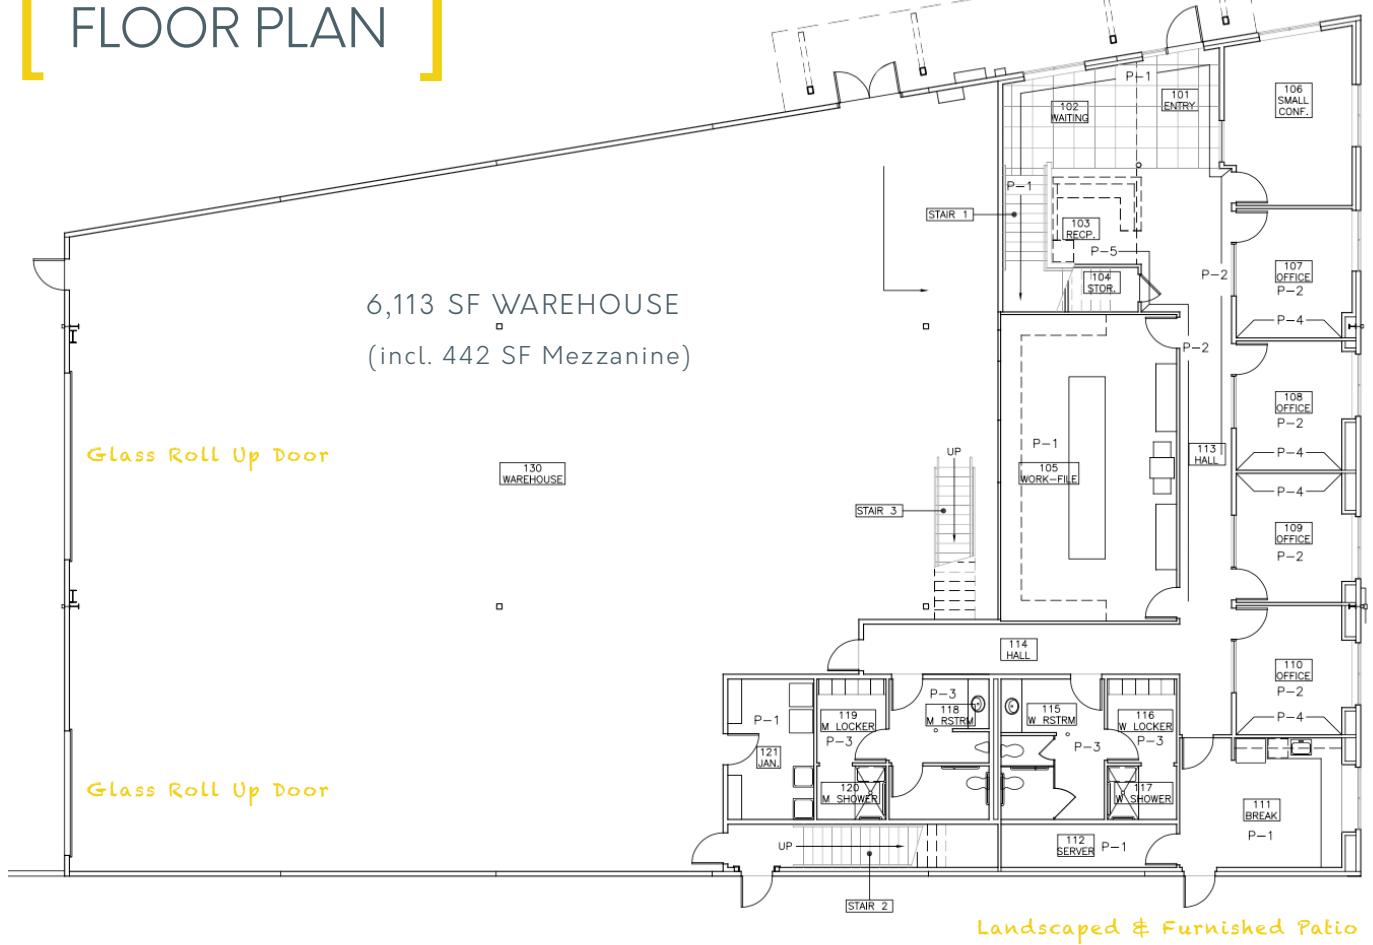 FLOOR PLAN
P-1
101
ENTRY
102
WAITING
106
SMALL
CONF.
P-1
STAIR 1
103
RECP.
P-5
104
STOR.
P-2
107
OFFICE
P-2
P-4
6,113 SF WAREHOUSE
(incl. 442 SF Mezzanine)
P-2
108
OFFICE
P-2
P-4
Glass Roll Up Door
130
WAREHOUSE
UP
STAIR 3
P-1
105
WORK-FILE
113
HALL
P-4
109
OFFICE
P-2
114
HALL
110
OFFICE
P-2
P-4
P-1
121
JAN.
119
M LOCKER
P-3
P-3
118
M RSTRM
115
W RSTRM
P-3
116
W LOCKER
P-3
120
M SHOWER
117
W SHOWER
Glass Roll Up Door
111
BREAK
P-1
UP
112
SERVER
P-1
STAIR 2
Landscaped & Furnished Patio